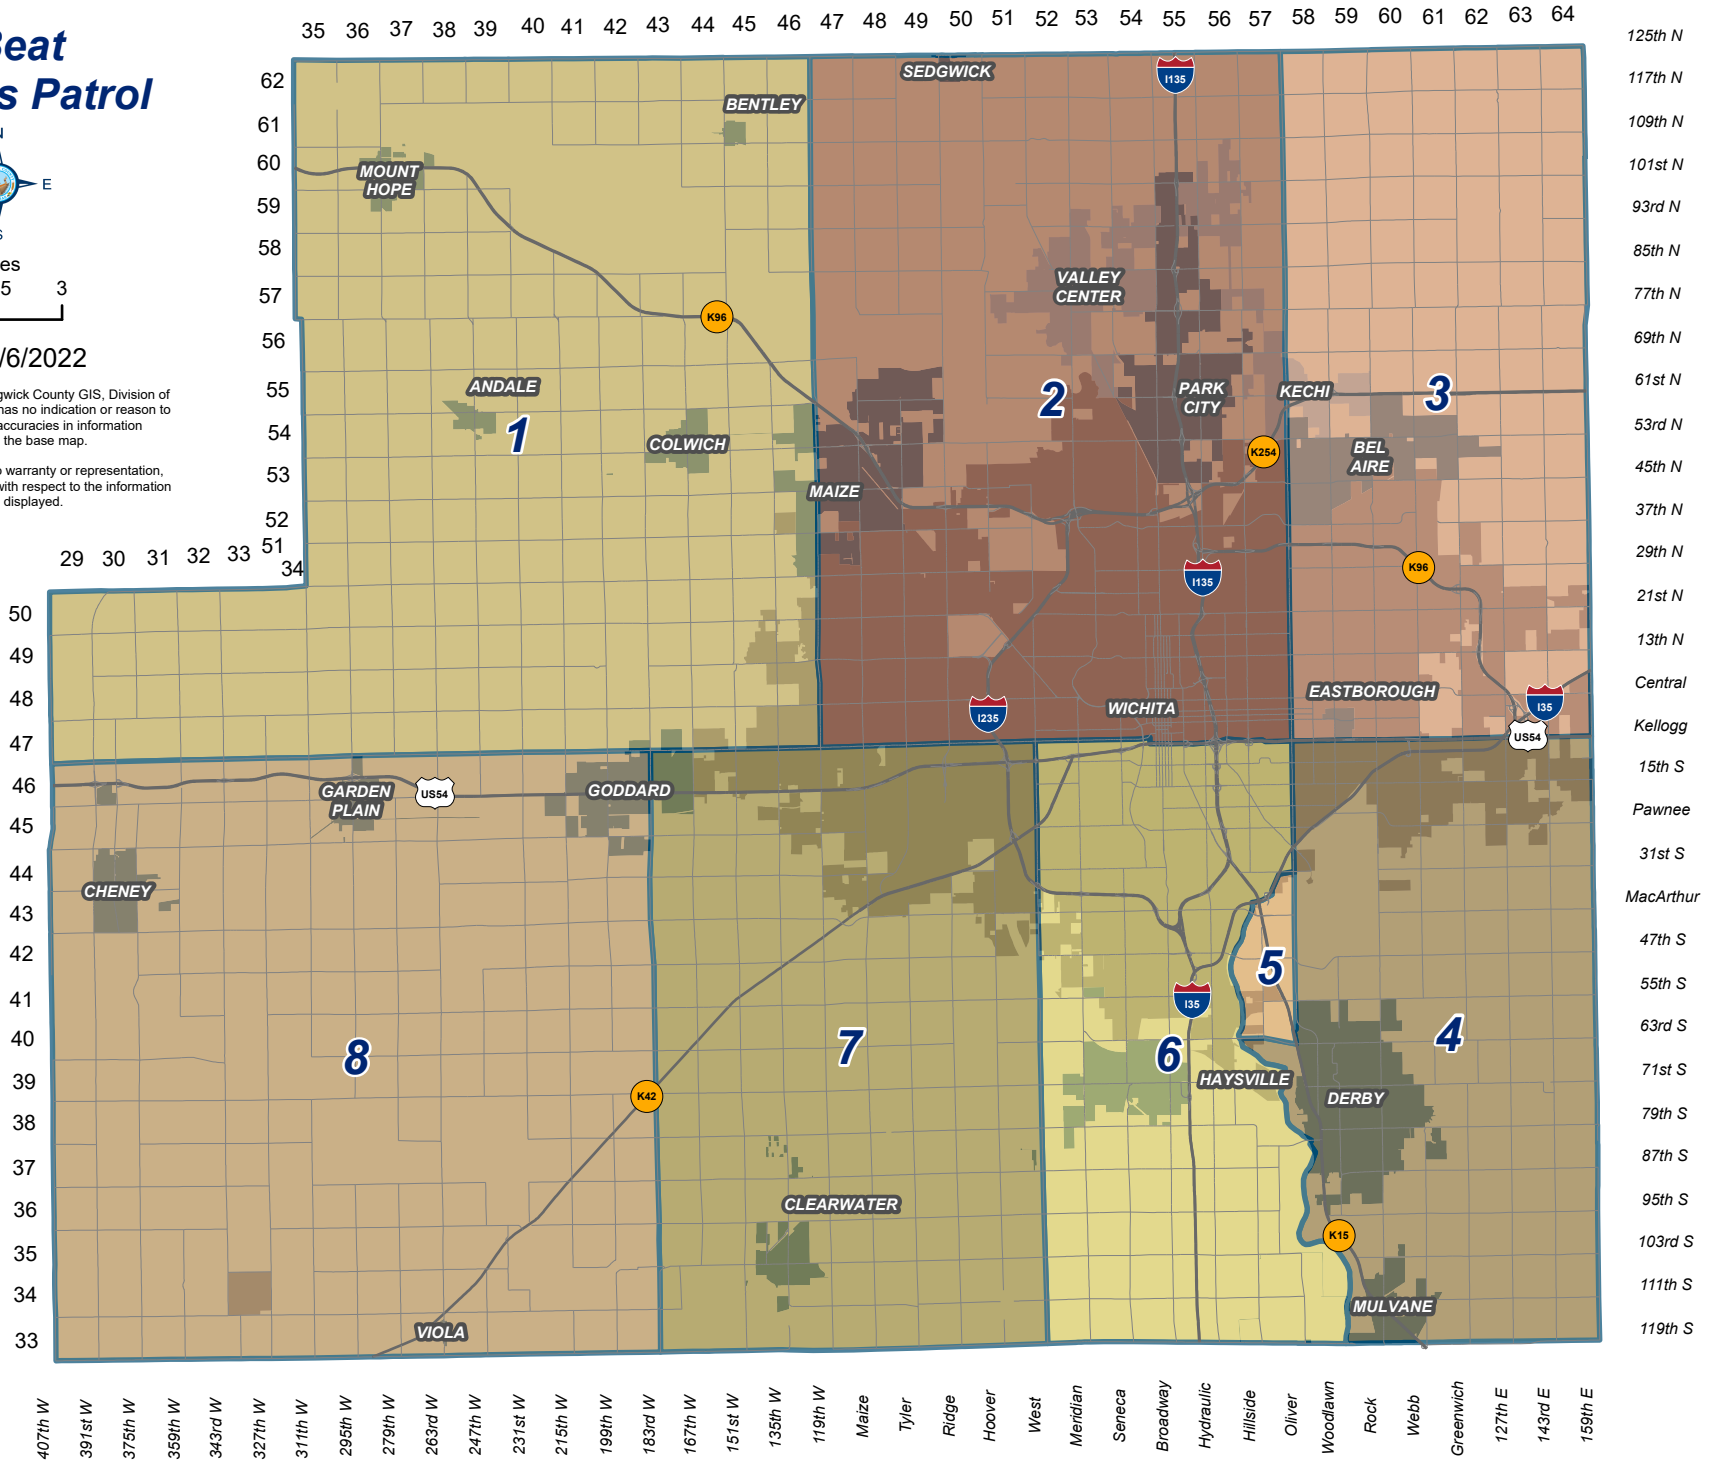 35 36 37 38 39 40 41 42 43 44 45 46 47 48 49 50 51 52 53 54 55 56 57 58 59 60 61 62 63 64
Beat
s Patrol
N
E
S
es
5 3
/6/2022
gwick County GIS, Division of
has no indication or reason to
accuracies in information
the base map.
warranty or representation,
with respect to the information
displayed.
62
61
60
59
58
57
56
55
54
53
52
51
34
29 30 31 32 33
50
49
48
47
46
45
44
43
42
41
40
39
38
37
36
35
34
33
SEDGWICK
I135
BENTLEY
MOUNT
HOPE
VALLEY
CENTER
K96
ANDALE
1
COLWICH
MAIZE
2
PARK
CITY
KECHI
3
K254
BEL
AIRE
I135
K96
I235
WICHITA
EASTBOROUGH
I35
US54
GARDEN
PLAIN
US54
GODDARD
CHENEY
5
I35
8
7
6
4
K42
HAYSVILLE
DERBY
CLEARWATER
K15
MULVANE
VIOLA
125th N
117th N
109th N
101st N
93rd N
85th N
77th N
69th N
61st N
53rd N
45th N
37th N
29th N
21st N
13th N
Central
Kellogg
15th S
Pawnee
31st S
MacArthur
47th S
55th S
63rd S
71st S
79th S
87th S
95th S
103rd S
111th S
119th S
407th W
391st W
375th W
359th W
343rd W
327th W
311th W
295th W
279th W
263rd W
247th W
231st W
215th W
199th W
183rd W
167th W
151st W
135th W
119th W
Maize
Tyler
Ridge
Hoover
West
Meridian
Seneca
Broadway
Hydraulic
Hillside
Oliver
Woodlawn
Rock
Webb
Greenwich
127th E
143rd E
159th E